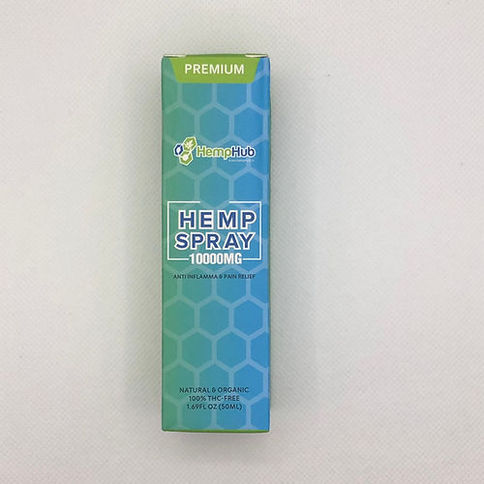 PREMIUM
HempHub
HEMP
SPRAY
10000MG
ANTI INFLAMMA & PAIN RELIEF
NATURAL & ORGANIC
100% THC-FREE
1.69FL OZ (50ML)